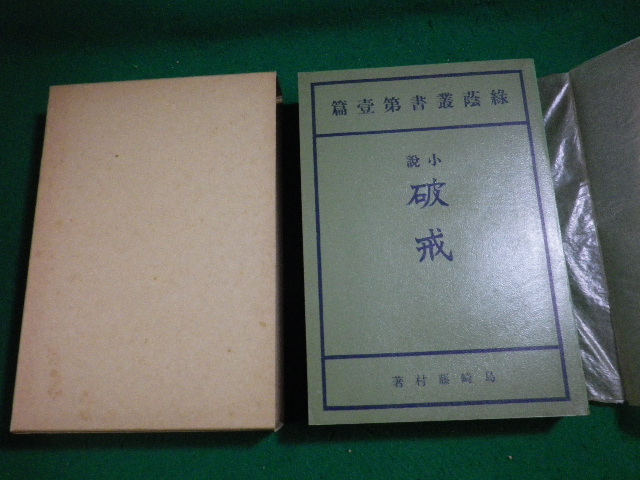 綠蔭叢書第壹篇
小說
破戒
島崎藤村著